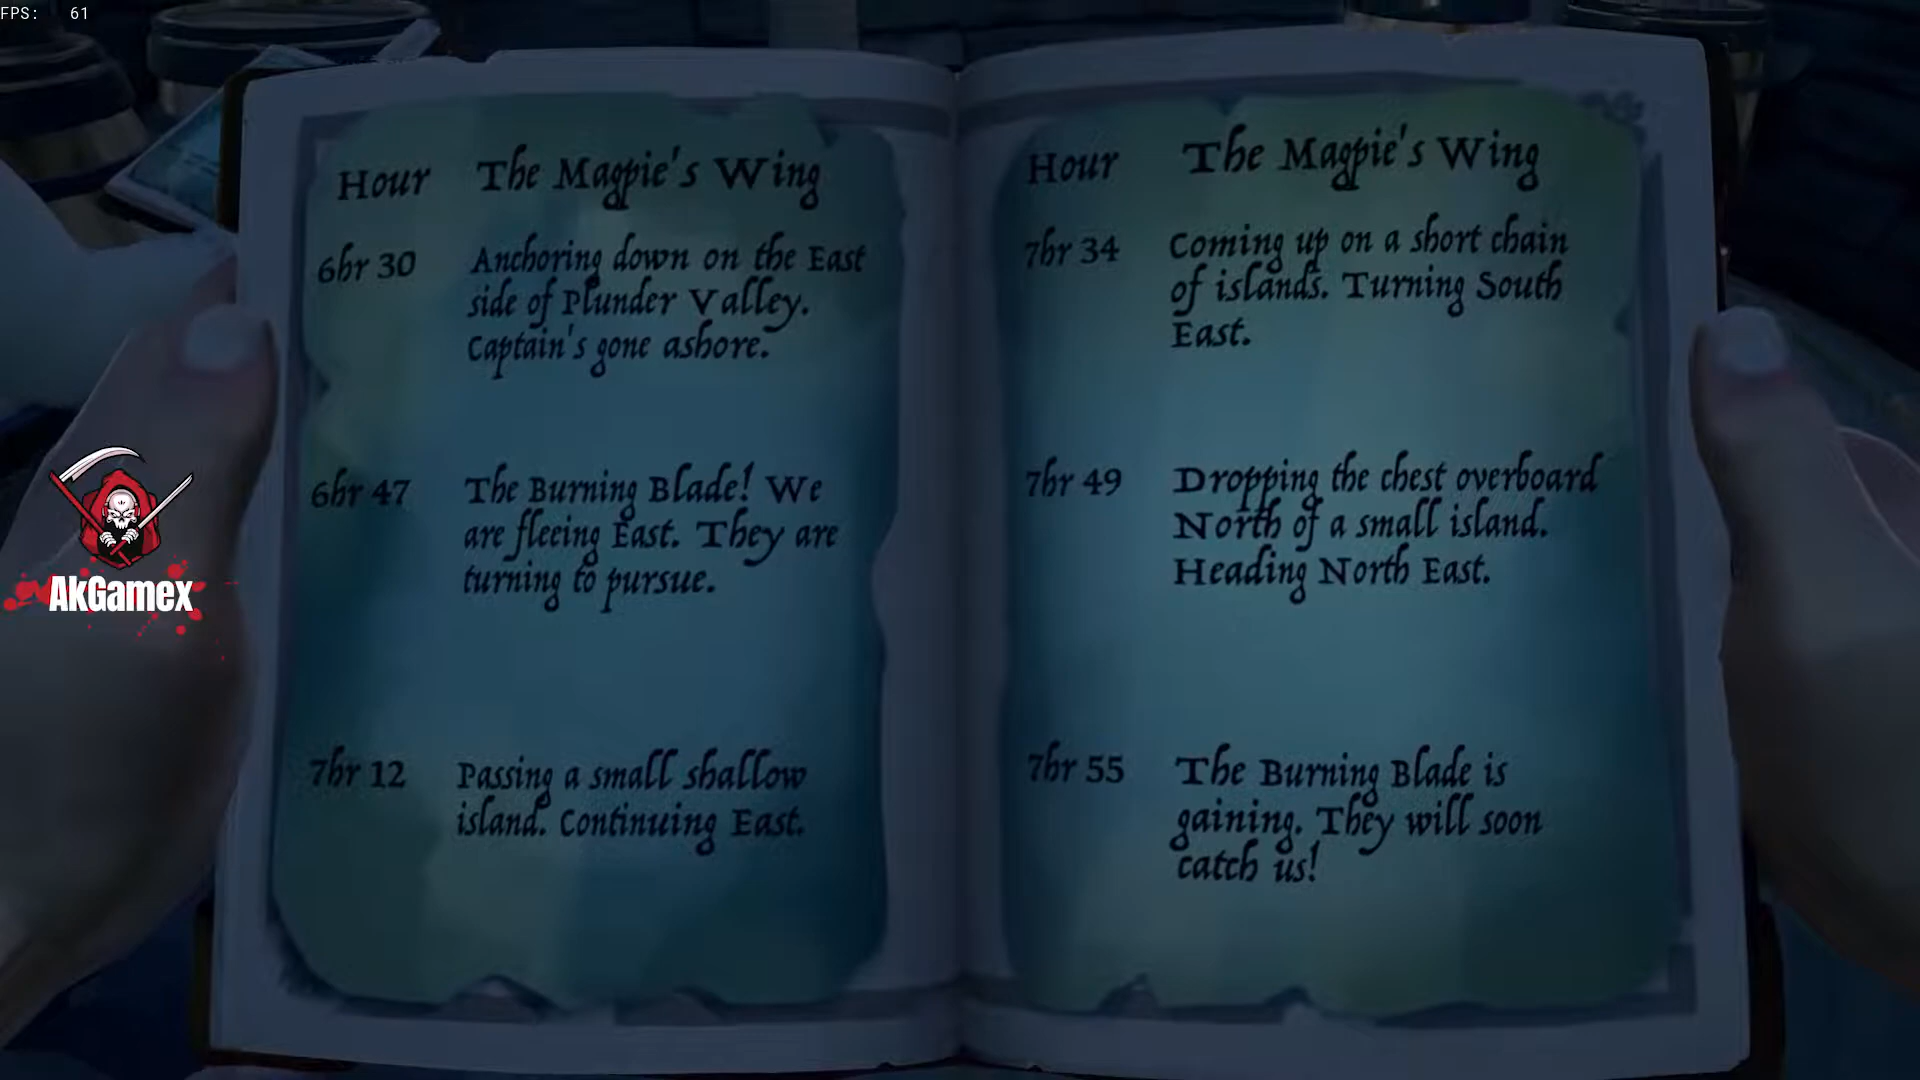 FPS: 61
Hour The Magpie's Wing
6hr 30 Anchoring down on the East
side of Plunder Valley.
Captain's gone ashore.
6hr 47 The Burning Blade! We
are fleeing East. They are
turning to pursue.
7hr 12 Passing a small shallow
island. Continuing East.
Hour The Magpie's Wing
7hr 34 Coming up on a short chain
of islands. Turning South
East.
7hr 49 Dropping the chest overboard
North of a small island.
Heading North East.
7hr 55 The Burning Blade is
gaining. They will soon
catch us!
AkGamex